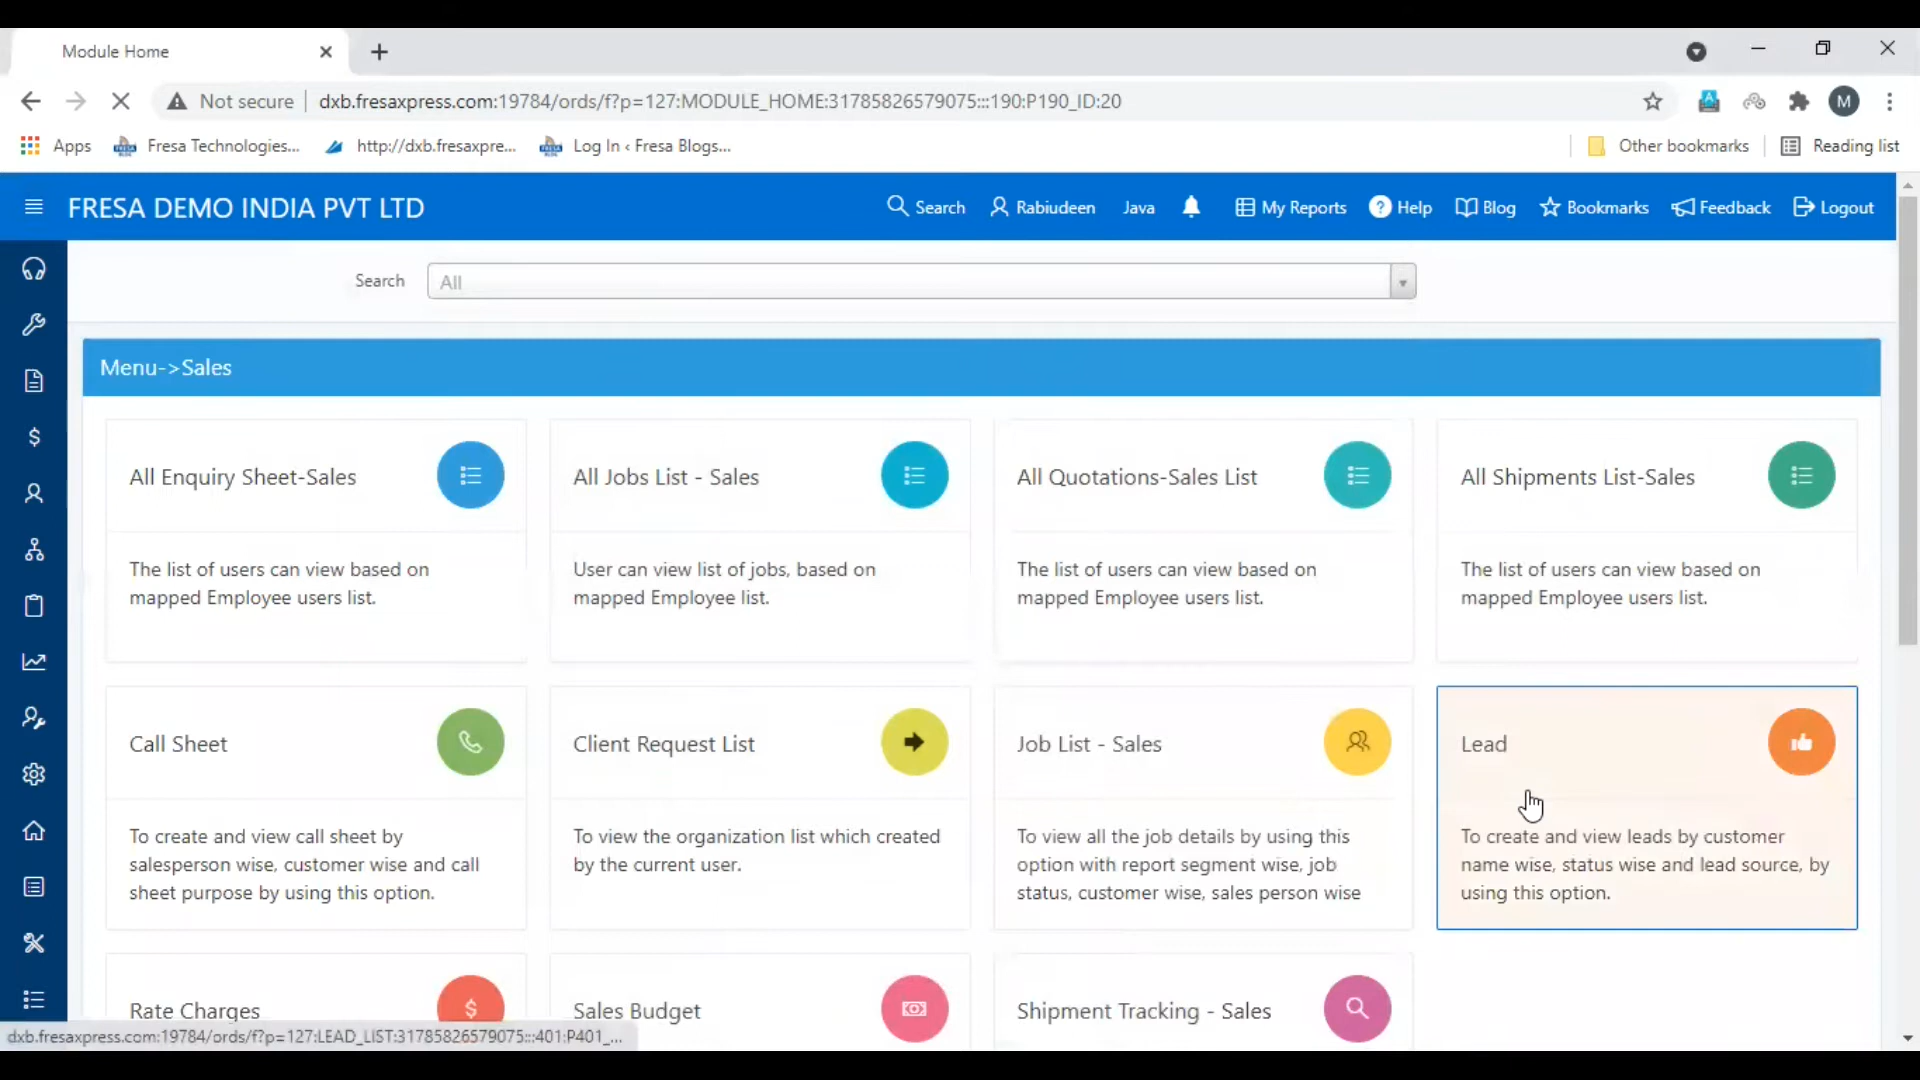 Module Home
Not secure
dxb.fresaxpress.com:19784/ords/f?p=127:MODULE_HOME:31785826579075:::190:P190_ID:20
M
Apps
Fresa Technologies...
http://dxb.fresaxpre...
Log In ‹ Fresa Blogs...
Other bookmarks
Reading list
FRESA DEMO INDIA PVT LTD
Search
Rabiudeen
Java
My Reports
Help
Blog
Bookmarks
Feedback
Logout
Search
All
Menu->Sales
All Enquiry Sheet-Sales
The list of users can view based on
mapped Employee users list.
All Jobs List - Sales
User can view list of jobs, based on
mapped Employee list.
All Quotations-Sales List
The list of users can view based on
mapped Employee users list.
All Shipments List-Sales
The list of users can view based on
mapped Employee users list.
Call Sheet
To create and view call sheet by
salesperson wise, customer wise and call
sheet purpose by using this option.
Client Request List
To view the organization list which created
by the current user.
Job List - Sales
To view all the job details by using this
option with report segment wise, job
status, customer wise, sales person wise
Lead
To create and view leads by customer
name wise, status wise and lead source, by
using this option.
Rate Charges
Sales Budget
Shipment Tracking - Sales
dxb.fresaxpress.com:19784/ords/f?p=127:LEAD_LIST:31785826579075:::401:P401_...